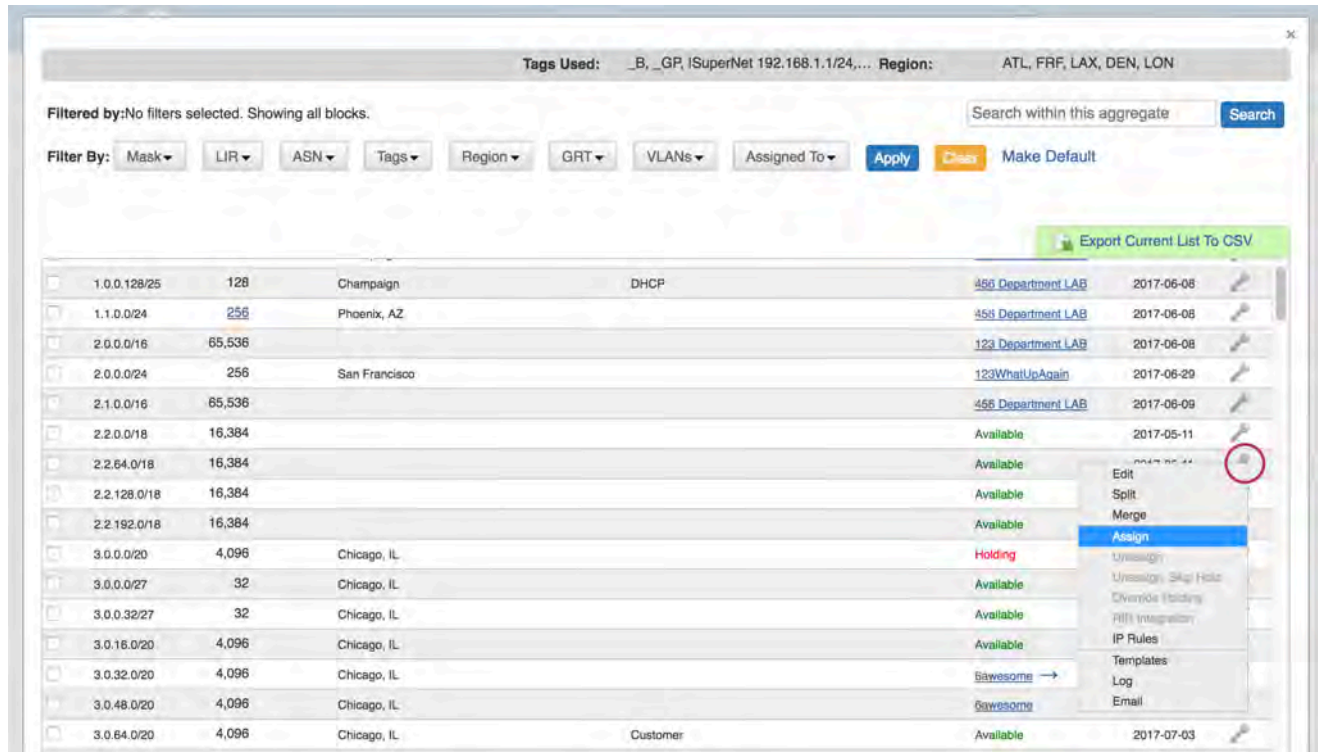 ×
Tags Used: _B, _GP, ISuperNet 192.168.1.1/24,... Region: ATL, FRF, LAX, DEN, LON
Filtered by:No filters selected. Showing all blocks. Search within this aggregate Search
Filter By: Mask LIR ASN Tags Region GRT VLANs Assigned To Apply Clear Make Default
Export Current List To CSV
1.0.0.128/25 128 Champaign DHCP 456 Department LAB 2017-06-08
1.1.0.0/24 256 Phoenix, AZ 456 Department LAB 2017-06-08
2.0.0.0/16 65,536 123 Department LAB 2017-06-08
2.0.0.0/24 256 San Francisco 123WhatUpAgain 2017-06-29
2.1.0.0/16 65,536 456 Department LAB 2017-06-09
2.2.0.0/18 16,384 Available 2017-05-11
2.2.64.0/18 16,384 Available
2.2.128.0/18 16,384 Available
2.2.192.0/18 16,384 Available
3.0.0.0/20 4,096 Chicago, IL Holding
3.0.0.0/27 32 Chicago, IL Available
3.0.0.32/27 32 Chicago, IL Available
3.0.16.0/20 4,096 Chicago, IL Available
3.0.32.0/20 4,096 Chicago, IL 6awesome →
3.0.48.0/20 4,096 Chicago, IL 6awesome
3.0.64.0/20 4,096 Chicago, IL Customer Available 2017-07-03
Edit
Split
Merge
Assign
Unassign
Unassign, Skip Hold
Override Holding
RIR Integration
IP Rules
Templates
Log
Email